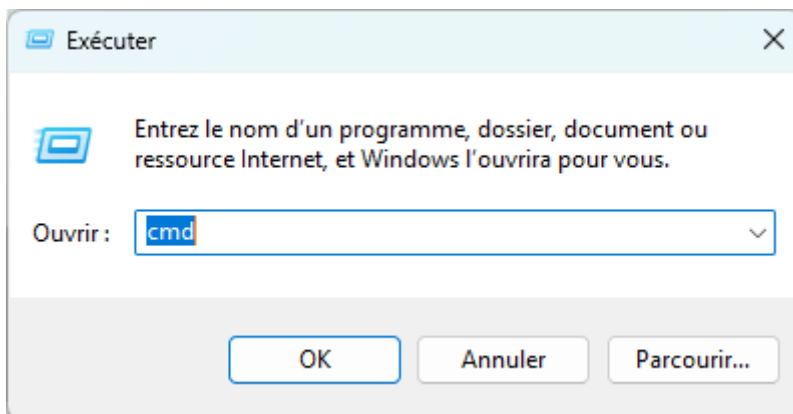 Exécuter
Entrez le nom d'un programme, dossier, document ou
ressource Internet, et Windows l'ouvrira pour vous.
Ouvrir : cmd
OK Annuler Parcourir...